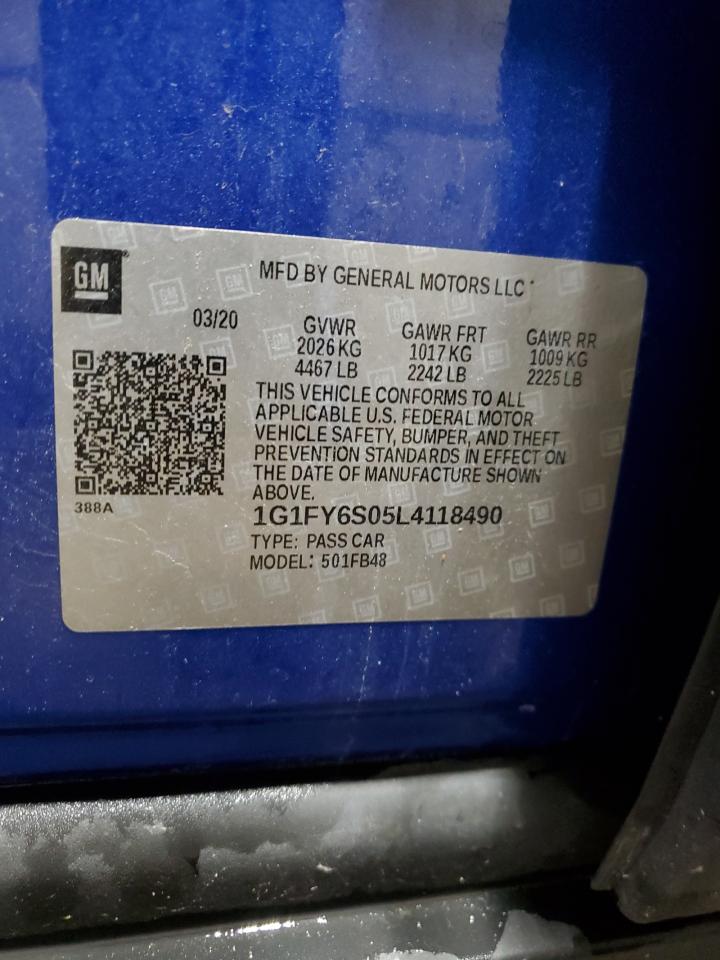 GM
MFD BY GENERAL MOTORS LLC *
03/20
GVWR GAWR FRT GAWR RR
2026 KG 1017 KG 1009 KG
4467 LB 2242 LB 2225 LB
THIS VEHICLE CONFORMS TO ALL
APPLICABLE U.S. FEDERAL MOTOR
VEHICLE SAFETY, BUMPER, AND THEFT
PREVENTION STANDARDS IN EFFECT ON
THE DATE OF MANUFACTURE SHOWN
ABOVE.
388A
1G1FY6S05L4118490
TYPE: PASS CAR
MODEL: 501FB48